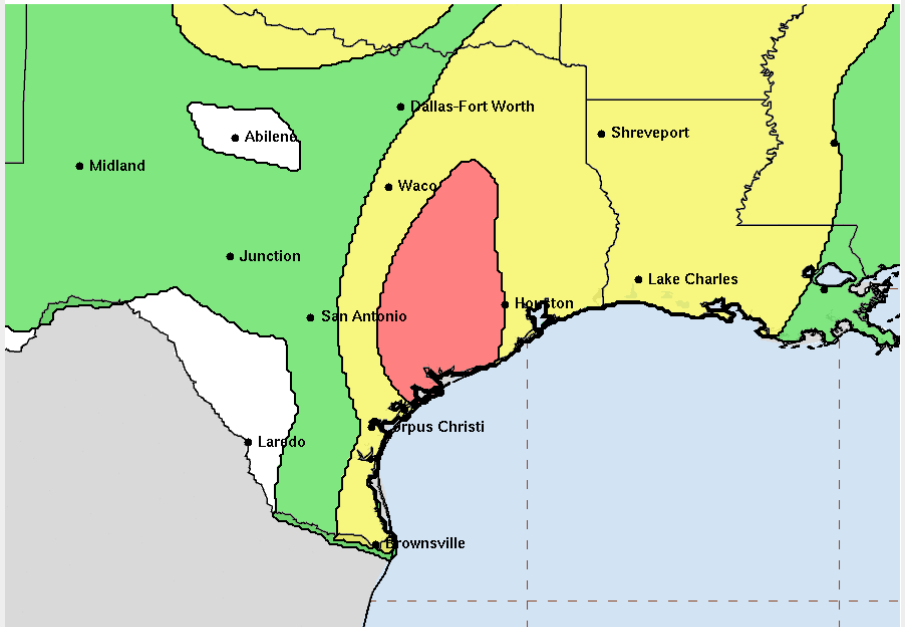 Dallas-Fort Worth
Shreveport
Abilene
Midland
Waco
Junction
Lake Charles
Houston
San Antonio
Corpus Christi
Laredo
Brownsville